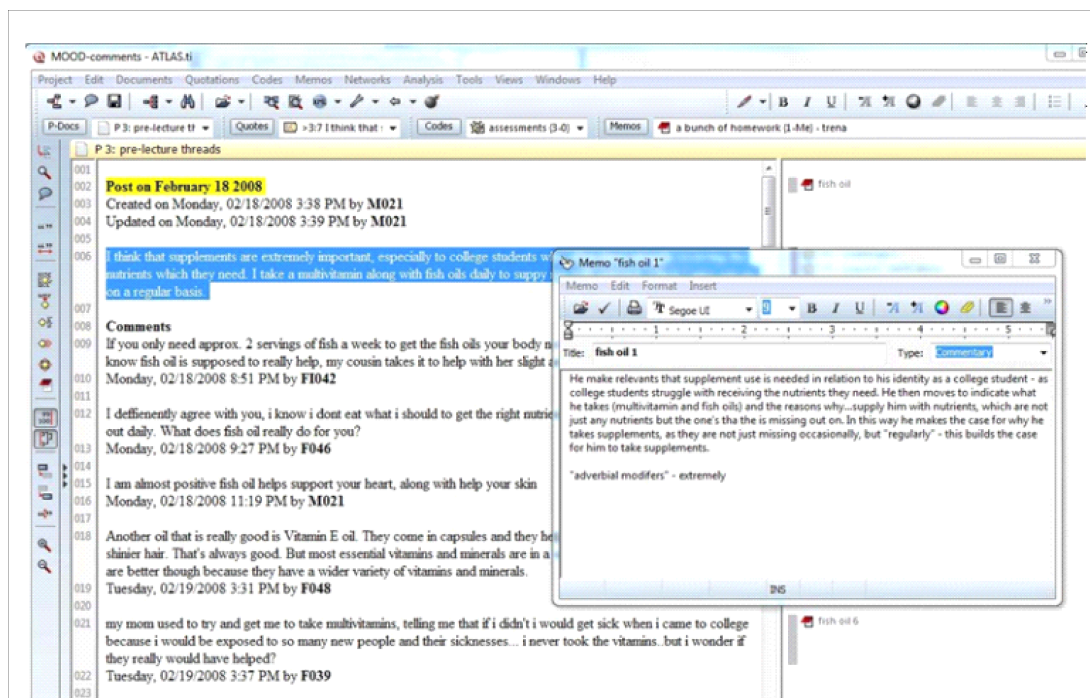 MOOD-comments - ATLAS.ti
Project Edit Documents Quotations Codes Memos Networks Analysis Tools Views Windows Help
B I U
P-Docs P 3: pre-lecture th Quotes >3:7 I think that Codes assessments {3-0} Memos a bunch of homework {1-Me} - trena
P 3: pre-lecture threads
001
002 Post on February 18 2008
003 Created on Monday, 02/18/2008 3:38 PM by M021
004 Updated on Monday, 02/18/2008 3:39 PM by M021
005
006 I think that supplements are extremely important, especially to college students
nutrients which they need. I take a multivitamin along with fish oils daily to suppy
on a regular basis.
007
008 Comments
009 If you only need approx. 2 servings of fish a week to get the fish oils your body
know fish oil is supposed to really help, my cousin takes it to help with her slight
010 Monday, 02/18/2008 8:51 PM by FI042
011
012 I deffienently agree with you, i know i dont eat what i should to get the right
out daily. What does fish oil really do for you?
013 Monday, 02/18/2008 9:27 PM by F046
014
015 I am almost positive fish oil helps support your heart, along with help your skin
016 Monday, 02/18/2008 11:19 PM by M021
017
018 Another oil that is really good is Vitamin E oil. They come in capsules and they
shinier hair. That's always good. But most essential vitamins and minerals are in a
are better though because they have a wider variety of vitamins and minerals.
019 Tuesday, 02/19/2008 3:31 PM by F048
020
021 my mom used to try and get me to take multivitamins, telling me that if i didn't i would get sick when i came to college
because i would be exposed to so many new people and their sicknesses... i never took the vitamins..but i wonder if
they really would have helped?
022 Tuesday, 02/19/2008 3:37 PM by F039
023
fish oil
Memo "fish oil 1"
Memo Edit Format Insert
Segoe UI 9 B I U
1 2 3 4 5
Title: fish oil 1 Type: Commentary
He make relevants that supplement use is needed in relation to his identity as a college student - as
college students struggle with receiving the nutrients they need. He then moves to indicate what
he takes (multivitamin and fish oils) and the reasons why...supply him with nutrients, which are not
just any nutrients but the one's tha the is missing out on. In this way he makes the case for why he
takes supplements, as they are not just missing occasonally, but "regularly" - this builds the case
for him to take supplements.
"adverbial modifers" - extremely
INS
fish oil 6